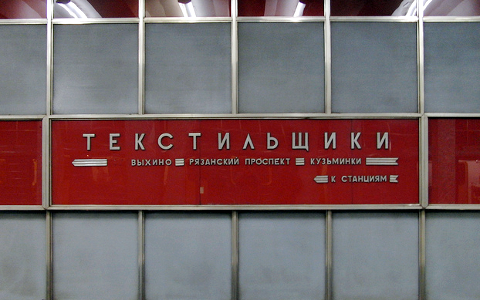 ТЕКСТИЛЬЩИКИ
ВЫХИНО РЯЗАНСКИЙ ПРОСПЕКТ КУЗЬМИНКИ
К СТАНЦИЯМ